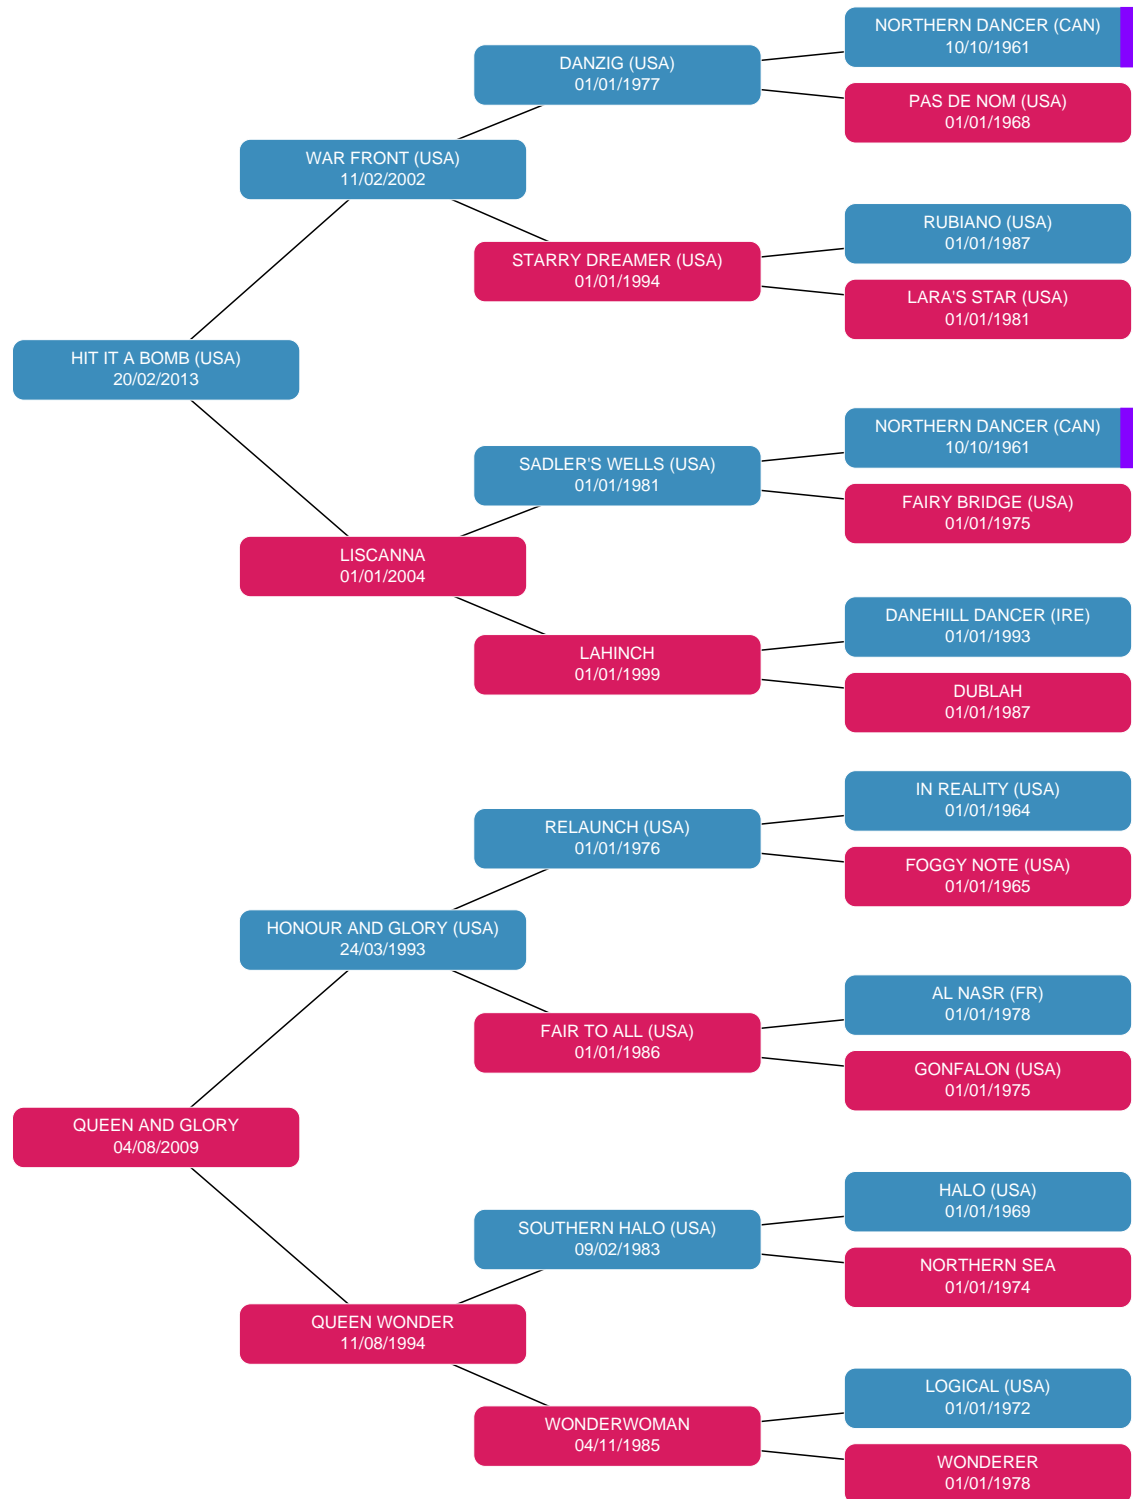 NORTHERN DANCER (CAN)
10/10/1961
DANZIG (USA)
01/01/1977
PAS DE NOM (USA)
01/01/1968
WAR FRONT (USA)
11/02/2002
RUBIANO (USA)
01/01/1987
STARRY DREAMER (USA)
01/01/1994
LARA'S STAR (USA)
01/01/1981
HIT IT A BOMB (USA)
20/02/2013
NORTHERN DANCER (CAN)
10/10/1961
SADLER'S WELLS (USA)
01/01/1981
FAIRY BRIDGE (USA)
01/01/1975
LISCANNA
01/01/2004
DANEHILL DANCER (IRE)
01/01/1993
LAHINCH
01/01/1999
DUBLAH
01/01/1987
IN REALITY (USA)
01/01/1964
RELAUNCH (USA)
01/01/1976
FOGGY NOTE (USA)
01/01/1965
HONOUR AND GLORY (USA)
24/03/1993
AL NASR (FR)
01/01/1978
FAIR TO ALL (USA)
01/01/1986
GONFALON (USA)
01/01/1975
QUEEN AND GLORY
04/08/2009
HALO (USA)
01/01/1969
SOUTHERN HALO (USA)
09/02/1983
NORTHERN SEA
01/01/1974
QUEEN WONDER
11/08/1994
LOGICAL (USA)
01/01/1972
WONDERWOMAN
04/11/1985
WONDERER
01/01/1978